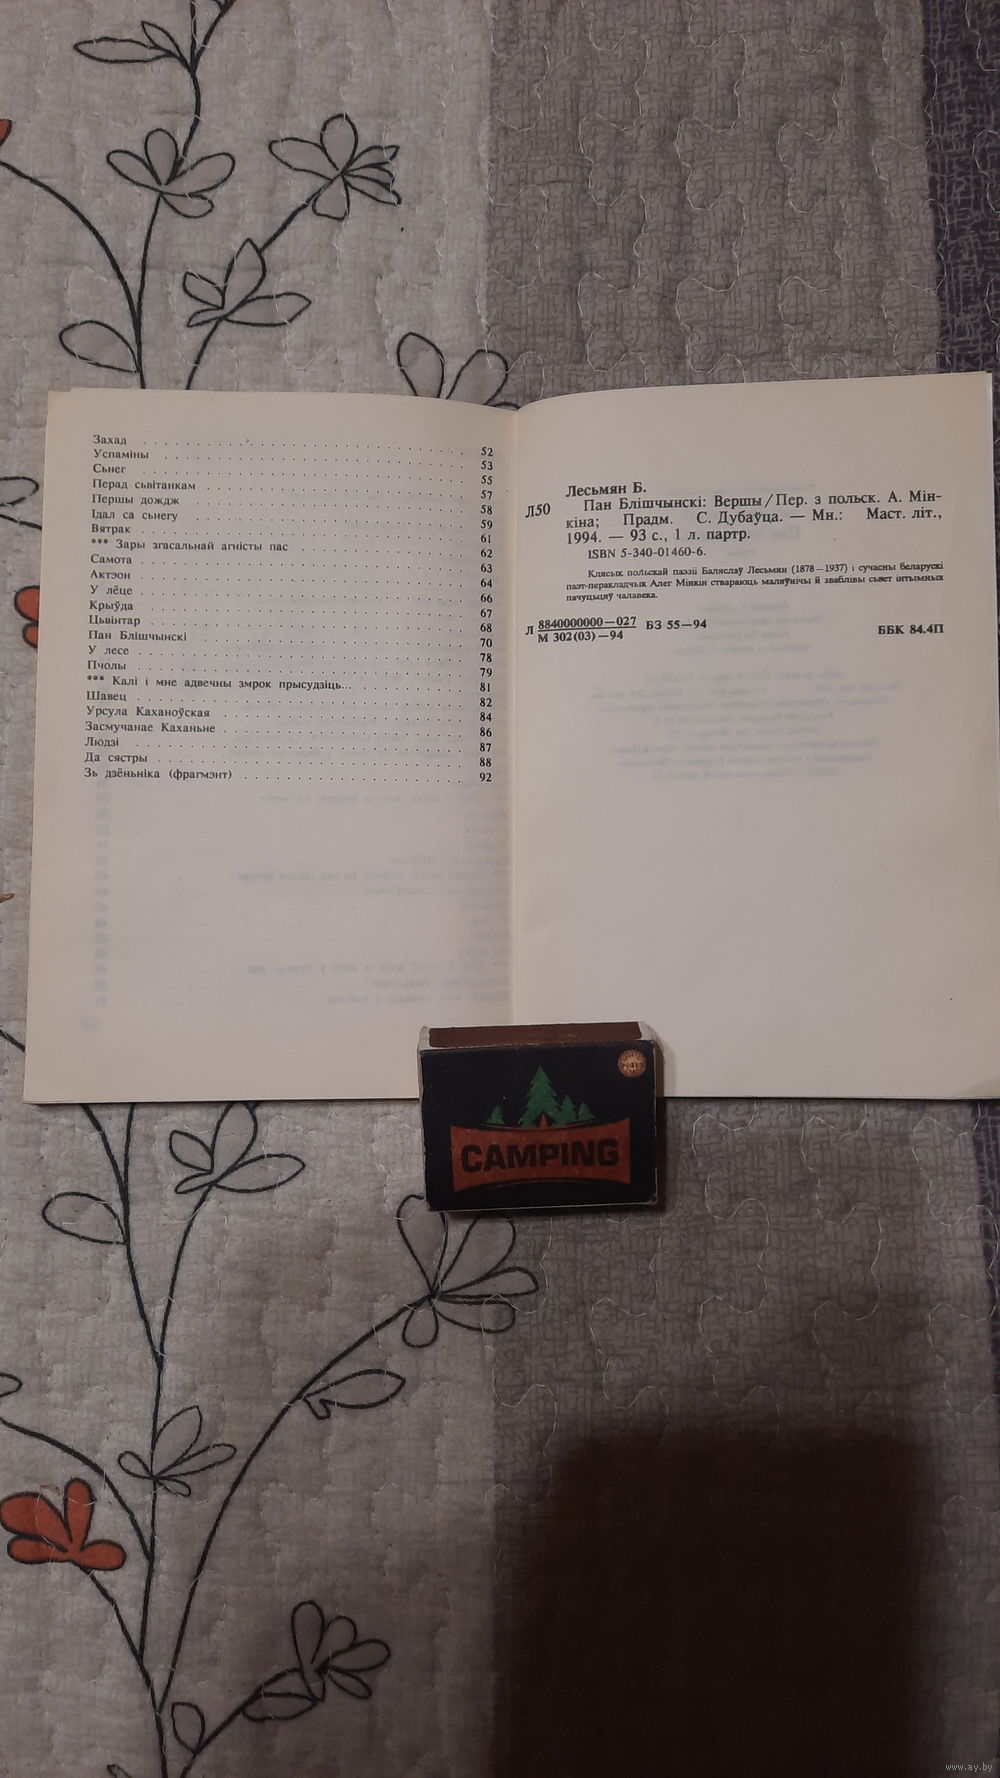 Захад . . . . . . 52
Успаміны . . . . . . 53
Сьнег . . . . . . 55
Перад сьвітанкам . . . . . . 57
Першы дождж . . . . . . 58
Ідал са сьнегу . . . . . . 59
Вятрак . . . . . . 61
*** Зары згасальнай агністы пас . . . . . . 62
Самота . . . . . . 63
Актэон . . . . . . 64
У лёце . . . . . . 66
Крыўда . . . . . . 67
Цьвінтар . . . . . . 68
Пан Блішчынскі . . . . . . 70
У лесе . . . . . . 78
Пчолы . . . . . . 79
*** Калі і мне адвечны змрок прысудзіць... . . . . . . 81
Шавец . . . . . . 82
Урсула Каханоўская . . . . . . 84
Засмучанае Каханьне . . . . . . 86
Людзі . . . . . . 87
Да сястры . . . . . . 88
Зь дзёньніка (фрагмэнт) . . . . . . 92
Лесьмян Б.
Л50 Пан Блішчынскі: Вершы / Пер. з польск. А. Мін-
кіна; Прадм. С. Дубаўца. — Мн.: Маст. літ.,
1994. — 93 с., 1 л. партр.
ISBN 5-340-01460-6.
Клясык польскай паэзіі Баляслаў Лесьмян (1878—1937) і сучасны беларускі
паэт-перакладчык Алег Мінкін ствараюць маляўнічы й зваблівы сьвет інтымных
пачуцьцяў чалавека.
Л 8840000000—027 БЗ 55—94
М 302(03)—94
ББК 84.4П
CAMPING
www.ay.by